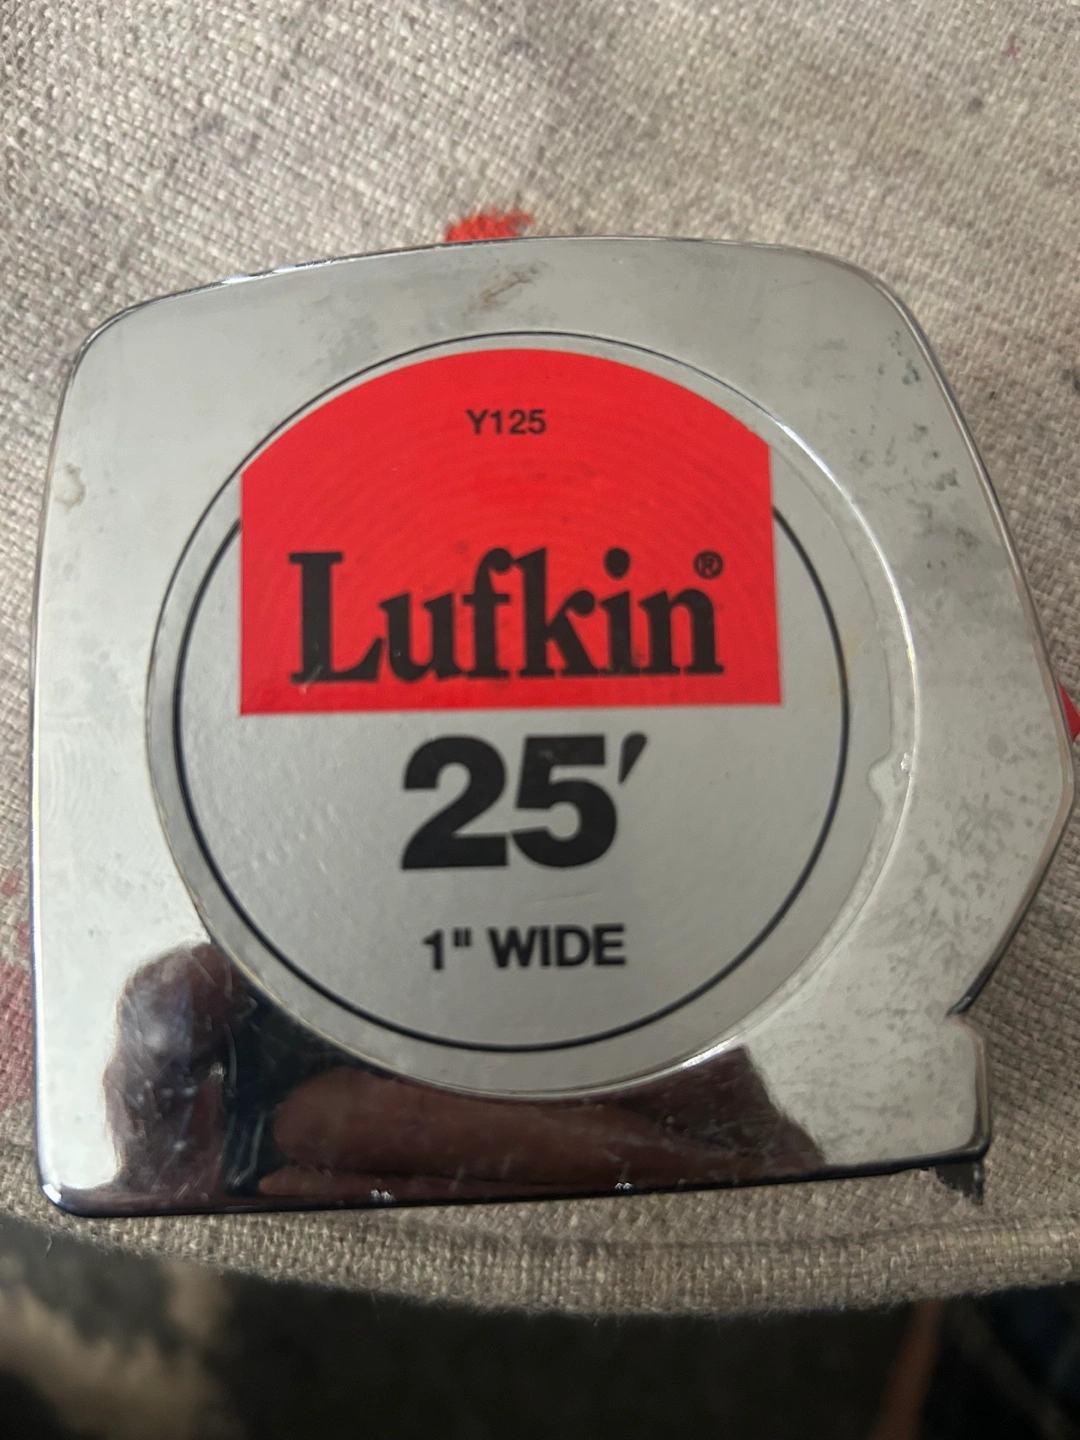 Y125
Lufkin®
25'
1" WIDE